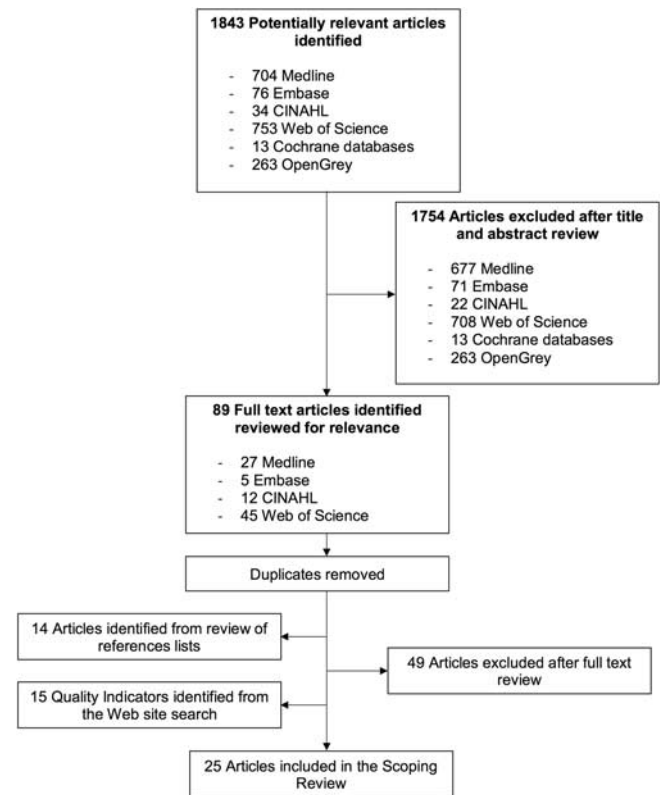 1843 Potentially relevant articles
identified
- 704 Medline
- 76 Embase
- 34 CINAHL
- 753 Web of Science
- 13 Cochrane databases
- 263 OpenGrey
1754 Articles excluded after title
and abstract review
- 677 Medline
- 71 Embase
- 22 CINAHL
- 708 Web of Science
- 13 Cochrane databases
- 263 OpenGrey
89 Full text articles identified
reviewed for relevance
- 27 Medline
- 5 Embase
- 12 CINAHL
- 45 Web of Science
Duplicates removed
14 Articles identified from review of
references lists
49 Articles excluded after full text
review
15 Quality Indicators identified from
the Web site search
25 Articles included in the Scoping
Review